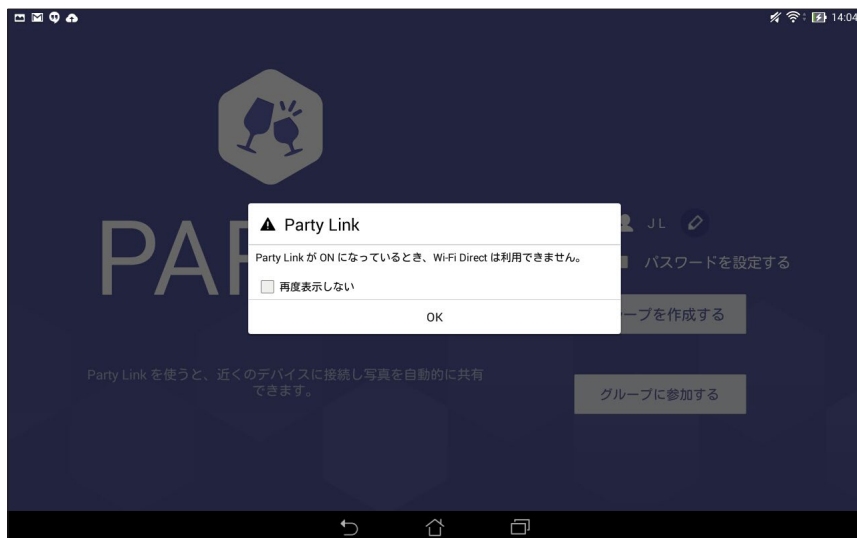 14:04
Party Link
Party Link が ON になっているとき、Wi-Fi Direct は利用できません。
再度表示しない
OK
PA
J L
パスワードを設定する
ープを作成する
Party Link を使うと、近くのデバイスに接続し写真を自動的に共有
できます。
グループに参加する